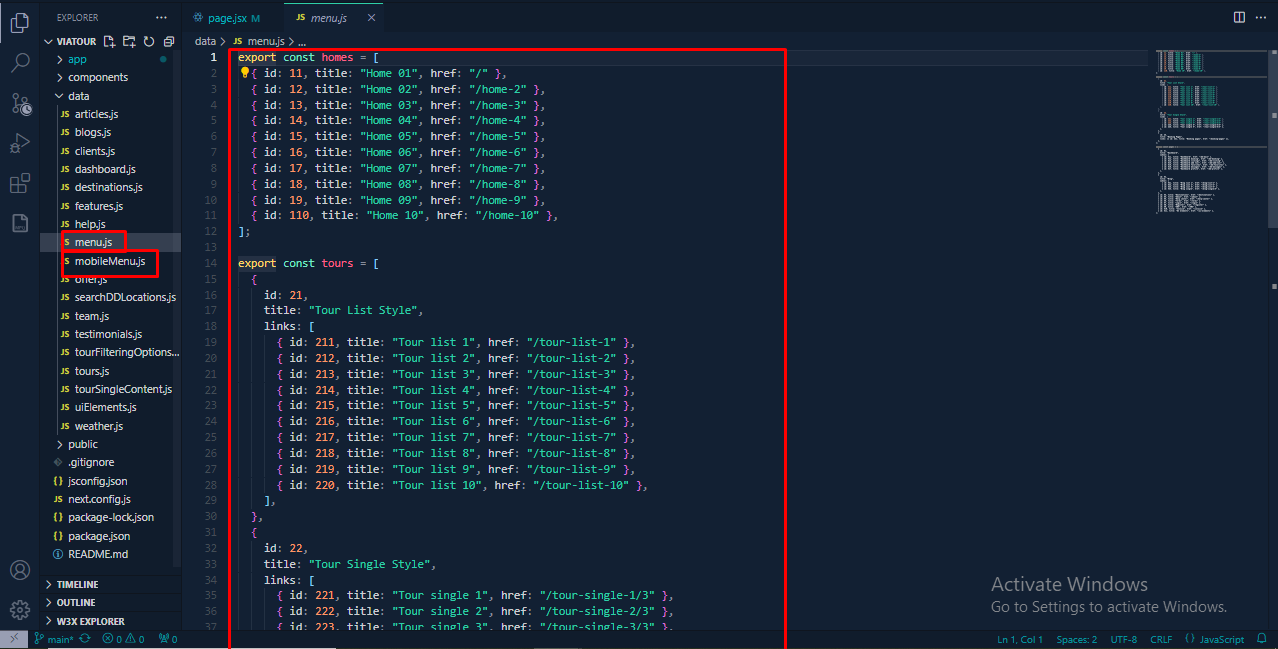 EXPLORER
page.jsx M
JS menu.js
VIATOUR
data > JS menu.js > ...
app
components
data
JS articles.js
JS blogs.js
JS clients.js
JS dashboard.js
JS destinations.js
JS features.js
JS help.js
JS menu.js
JS mobileMenu.js
JS offer.js
JS searchDDLocations.js
JS team.js
JS testimonials.js
JS tourFilteringOptions...
JS tours.js
JS tourSingleContent.js
JS uiElements.js
JS weather.js
public
.gitignore
{} jsconfig.json
JS next.config.js
{} package-lock.json
{} package.json
README.md
TIMELINE
OUTLINE
W3X EXPLORER
1 export const homes = [
2 { id: 11, title: "Home 01", href: "/" },
3 { id: 12, title: "Home 02", href: "/home-2" },
4 { id: 13, title: "Home 03", href: "/home-3" },
5 { id: 14, title: "Home 04", href: "/home-4" },
6 { id: 15, title: "Home 05", href: "/home-5" },
7 { id: 16, title: "Home 06", href: "/home-6" },
8 { id: 17, title: "Home 07", href: "/home-7" },
9 { id: 18, title: "Home 08", href: "/home-8" },
10 { id: 19, title: "Home 09", href: "/home-9" },
11 { id: 110, title: "Home 10", href: "/home-10" },
12 ];
13
14 export const tours = [
15 {
16 id: 21,
17 title: "Tour List Style",
18 links: [
19 { id: 211, title: "Tour list 1", href: "/tour-list-1" },
20 { id: 212, title: "Tour list 2", href: "/tour-list-2" },
21 { id: 213, title: "Tour list 3", href: "/tour-list-3" },
22 { id: 214, title: "Tour list 4", href: "/tour-list-4" },
23 { id: 215, title: "Tour list 5", href: "/tour-list-5" },
24 { id: 216, title: "Tour list 6", href: "/tour-list-6" },
25 { id: 217, title: "Tour list 7", href: "/tour-list-7" },
26 { id: 218, title: "Tour list 8", href: "/tour-list-8" },
27 { id: 219, title: "Tour list 9", href: "/tour-list-9" },
28 { id: 220, title: "Tour list 10", href: "/tour-list-10" },
29 ],
30 },
31 {
32 id: 22,
33 title: "Tour Single Style",
34 links: [
35 { id: 221, title: "Tour single 1", href: "/tour-single-1/3" },
36 { id: 222, title: "Tour single 2", href: "/tour-single-2/3" },
37 { id: 223, title: "Tour single 3", href: "/tour-single-3/3" },
Activate Windows
Go to Settings to activate Windows.
main* 0 0 0
Ln 1, Col 1 Spaces: 2 UTF-8 CRLF {} JavaScript